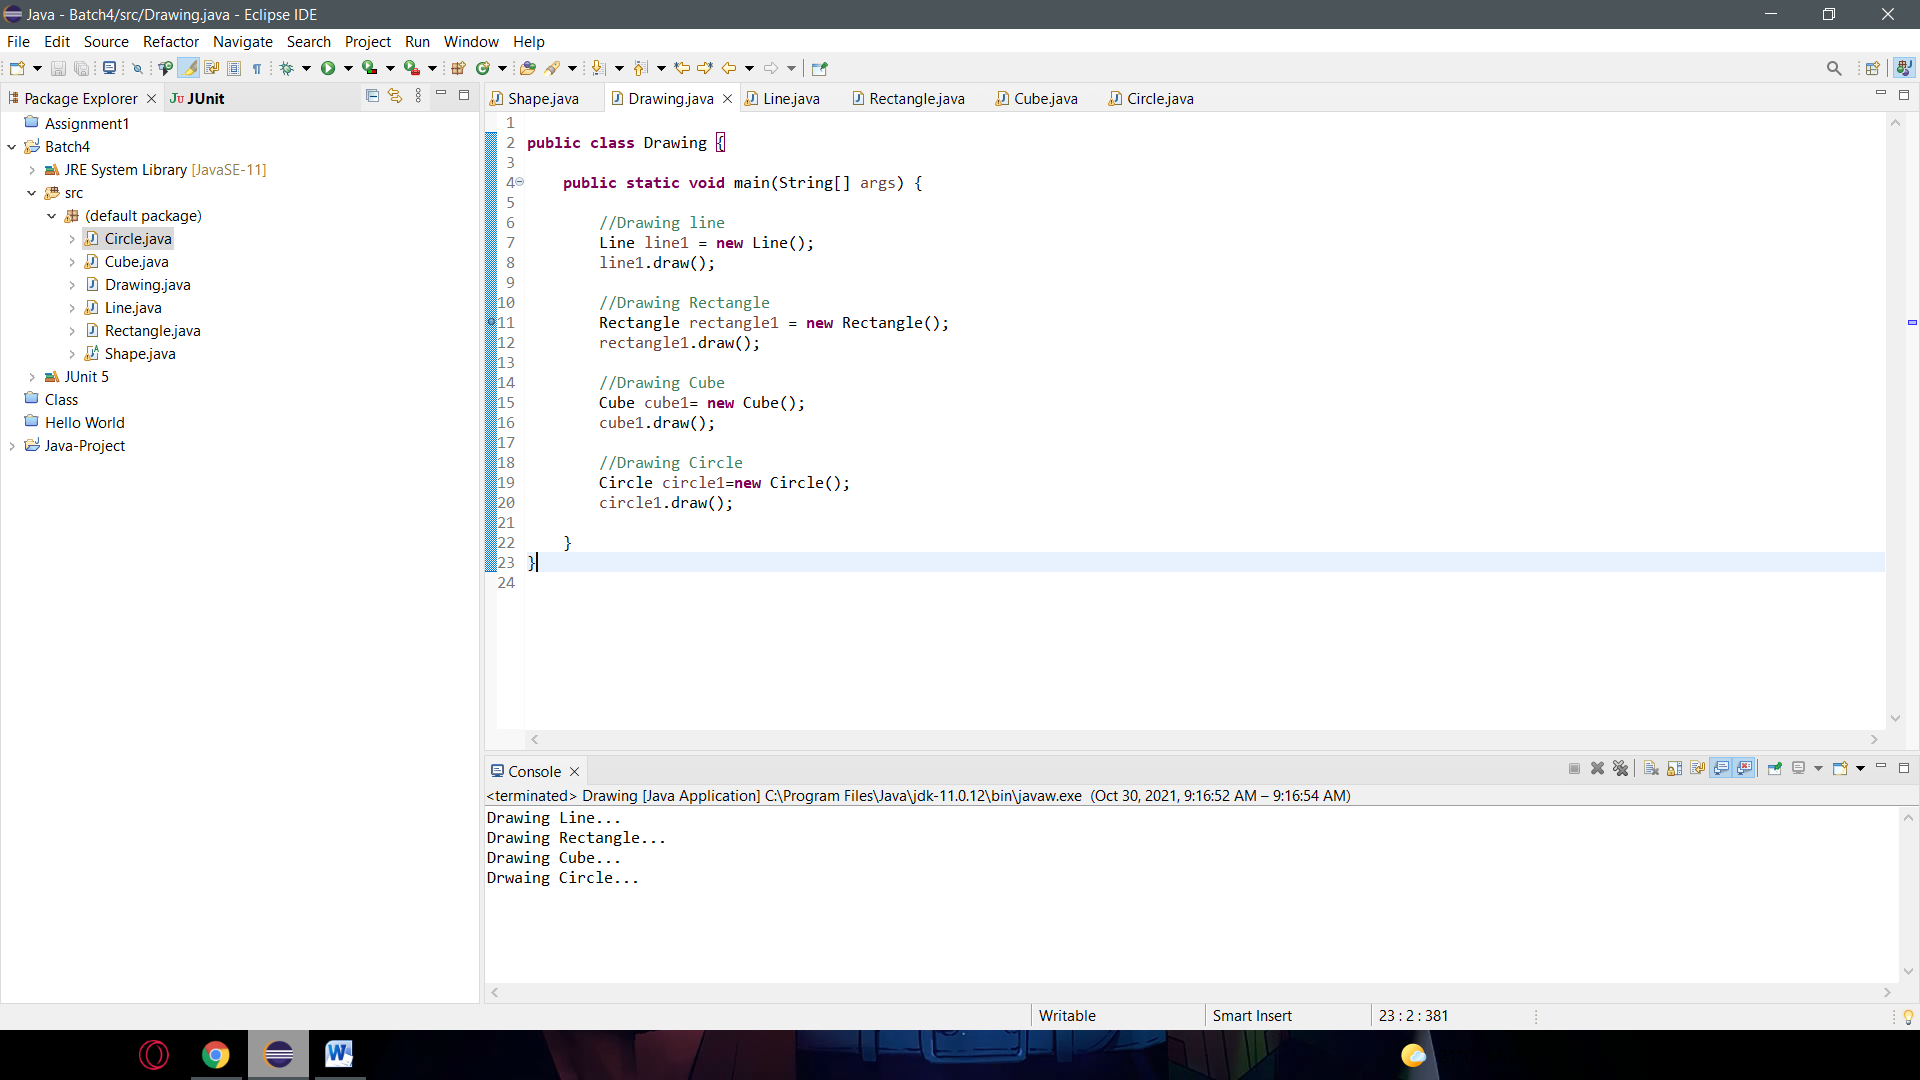 Java - Batch4/src/Drawing.java - Eclipse IDE
File Edit Source Refactor Navigate Search Project Run Window Help
Package Explorer JUnit
Assignment1
Batch4
JRE System Library [JavaSE-11]
src
(default package)
Circle.java
Cube.java
Drawing.java
Line.java
Rectangle.java
Shape.java
JUnit 5
Class
Hello World
Java-Project
Shape.java Drawing.java Line.java Rectangle.java Cube.java Circle.java
1
2 public class Drawing {
3
4 public static void main(String[] args) {
5
6 //Drawing line
7 Line line1 = new Line();
8 line1.draw();
9
10 //Drawing Rectangle
11 Rectangle rectangle1 = new Rectangle();
12 rectangle1.draw();
13
14 //Drawing Cube
15 Cube cube1= new Cube();
16 cube1.draw();
17
18 //Drawing Circle
19 Circle circle1=new Circle();
20 circle1.draw();
21
22 }
23 }
24
Console
<terminated> Drawing [Java Application] C:\Program Files\Java\jdk-11.0.12\bin\javaw.exe (Oct 30, 2021, 9:16:52 AM – 9:16:54 AM)
Drawing Line...
Drawing Rectangle...
Drawing Cube...
Drwaing Circle...
Writable Smart Insert 23 : 2 : 381